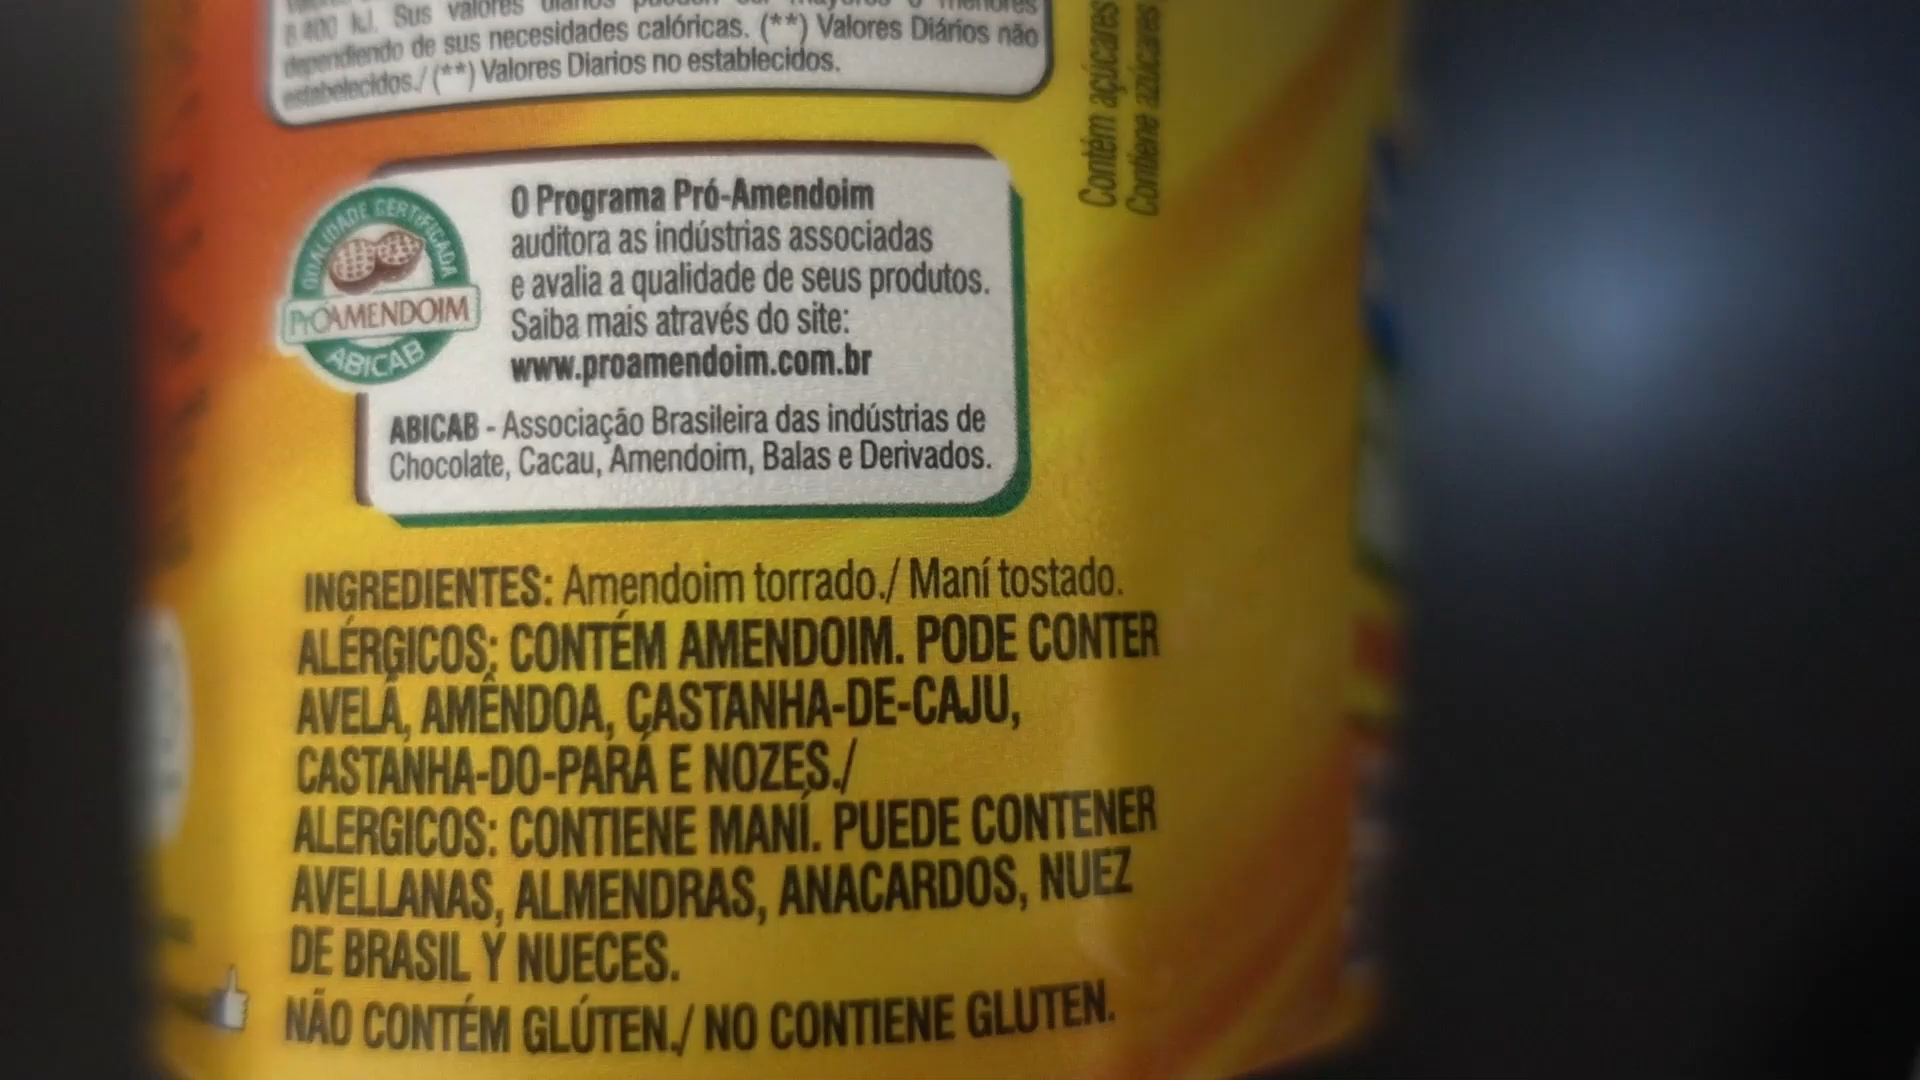 8.400 kJ. Sus valores diarios pueden ser mayores o menores
dependiendo de sus necesidades calóricas. (**) Valores Diários não
estabelecidos./ (**) Valores Diarios no establecidos.
Contém açúcares
Contiene azúcares
QUALIDADE CERTIFICADA
PróAMENDOIM
ABICAB
O Programa Pró-Amendoim
auditora as indústrias associadas
e avalia a qualidade de seus produtos.
Saiba mais através do site:
www.proamendoim.com.br
ABICAB - Associação Brasileira das indústrias de
Chocolate, Cacau, Amendoim, Balas e Derivados.
INGREDIENTES: Amendoim torrado./ Maní tostado.
ALÉRGICOS: CONTÉM AMENDOIM. PODE CONTER
AVELÃ, AMÊNDOA, CASTANHA-DE-CAJU,
CASTANHA-DO-PARÁ E NOZES./
ALERGICOS: CONTIENE MANÍ. PUEDE CONTENER
AVELLANAS, ALMENDRAS, ANACARDOS, NUEZ
DE BRASIL Y NUECES.
NÃO CONTÉM GLÚTEN./ NO CONTIENE GLUTEN.